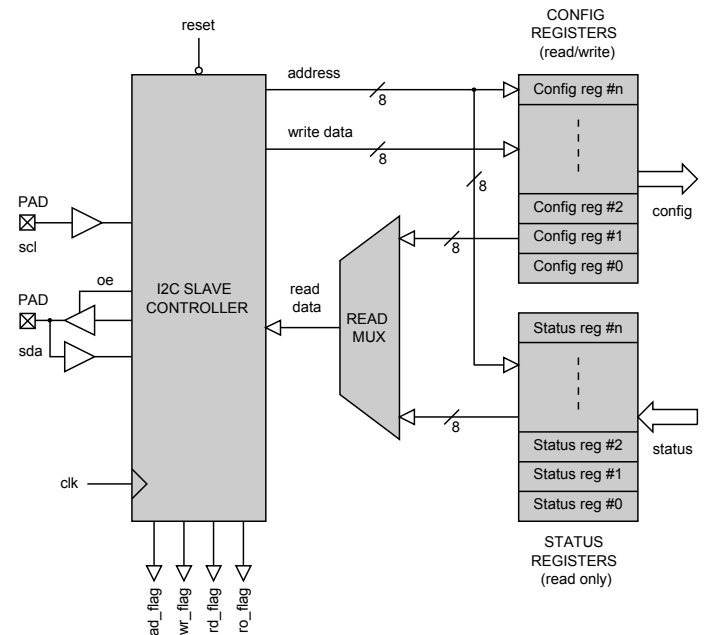 reset
CONFIG
REGISTERS
(read/write)
address
8
Config reg #n
write data
8
8
PAD
scl
Config reg #2
Config reg #1
Config reg #0
config
8
oe
PAD
sda
I2C SLAVE
CONTROLLER
read
data
READ
MUX
Status reg #n
8
Status reg #2
Status reg #1
Status reg #0
status
clk
STATUS
REGISTERS
(read only)
ad_flag
wr_flag
rd_flag
ro_flag